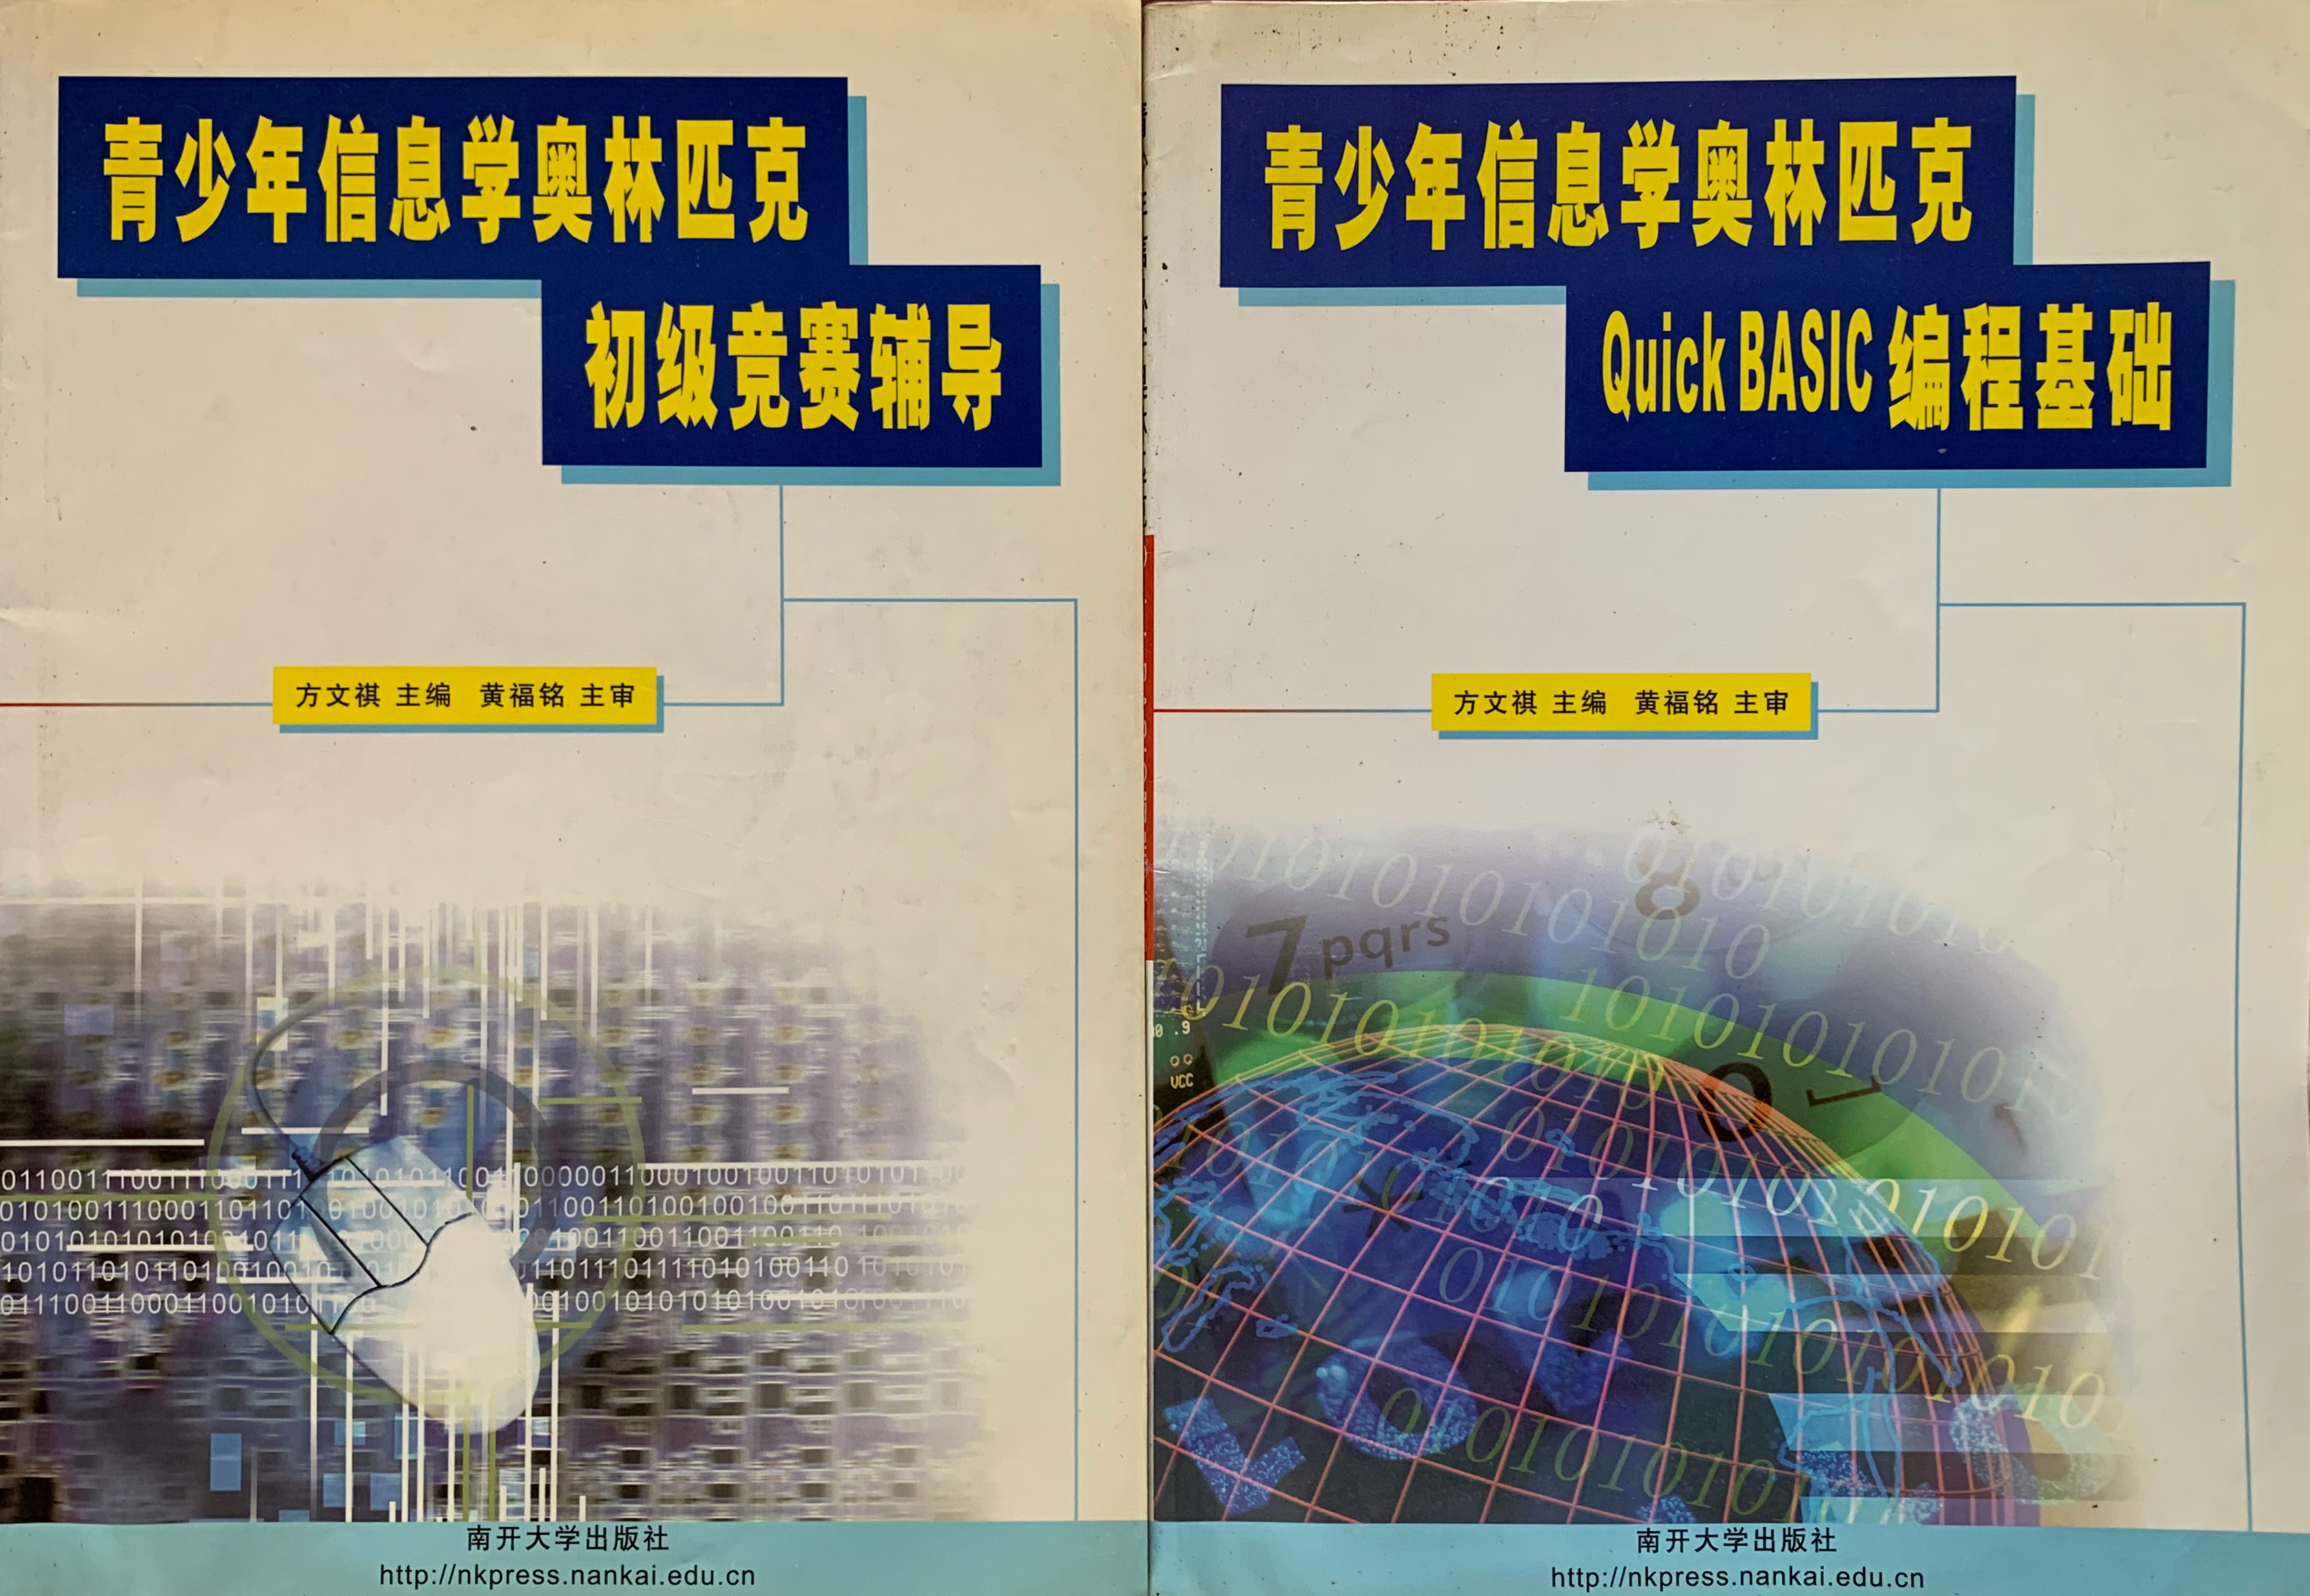 青少年信息学奥林匹克
初级竞赛辅导
方文祺 主编 黄福铭 主审
南开大学出版社
http://nkpress.nankai.edu.cn
青少年信息学奥林匹克
Quick BASIC 编程基础
方文祺 主编 黄福铭 主审
7 pqrs
8
VCC
南开大学出版社
http://nkpress.nankai.edu.cn